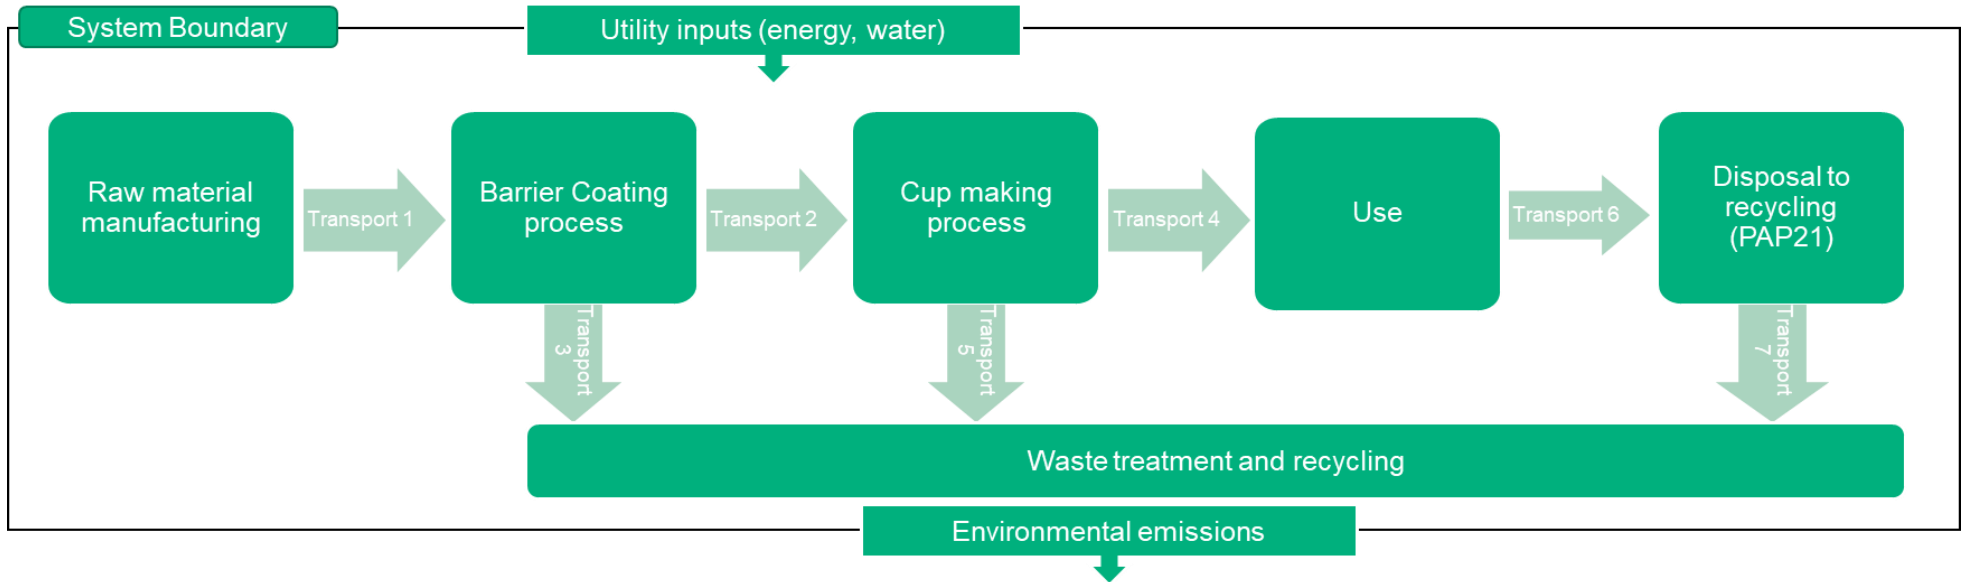 System Boundary
Utility inputs (energy, water)
Raw material
manufacturing
Transport 1
Barrier Coating
process
Transport 2
Cup making
process
Transport 4
Use
Transport 6
Disposal to
recycling
(PAP21)
Transport
3
Transport
5
Transport
7
Waste treatment and recycling
Environmental emissions